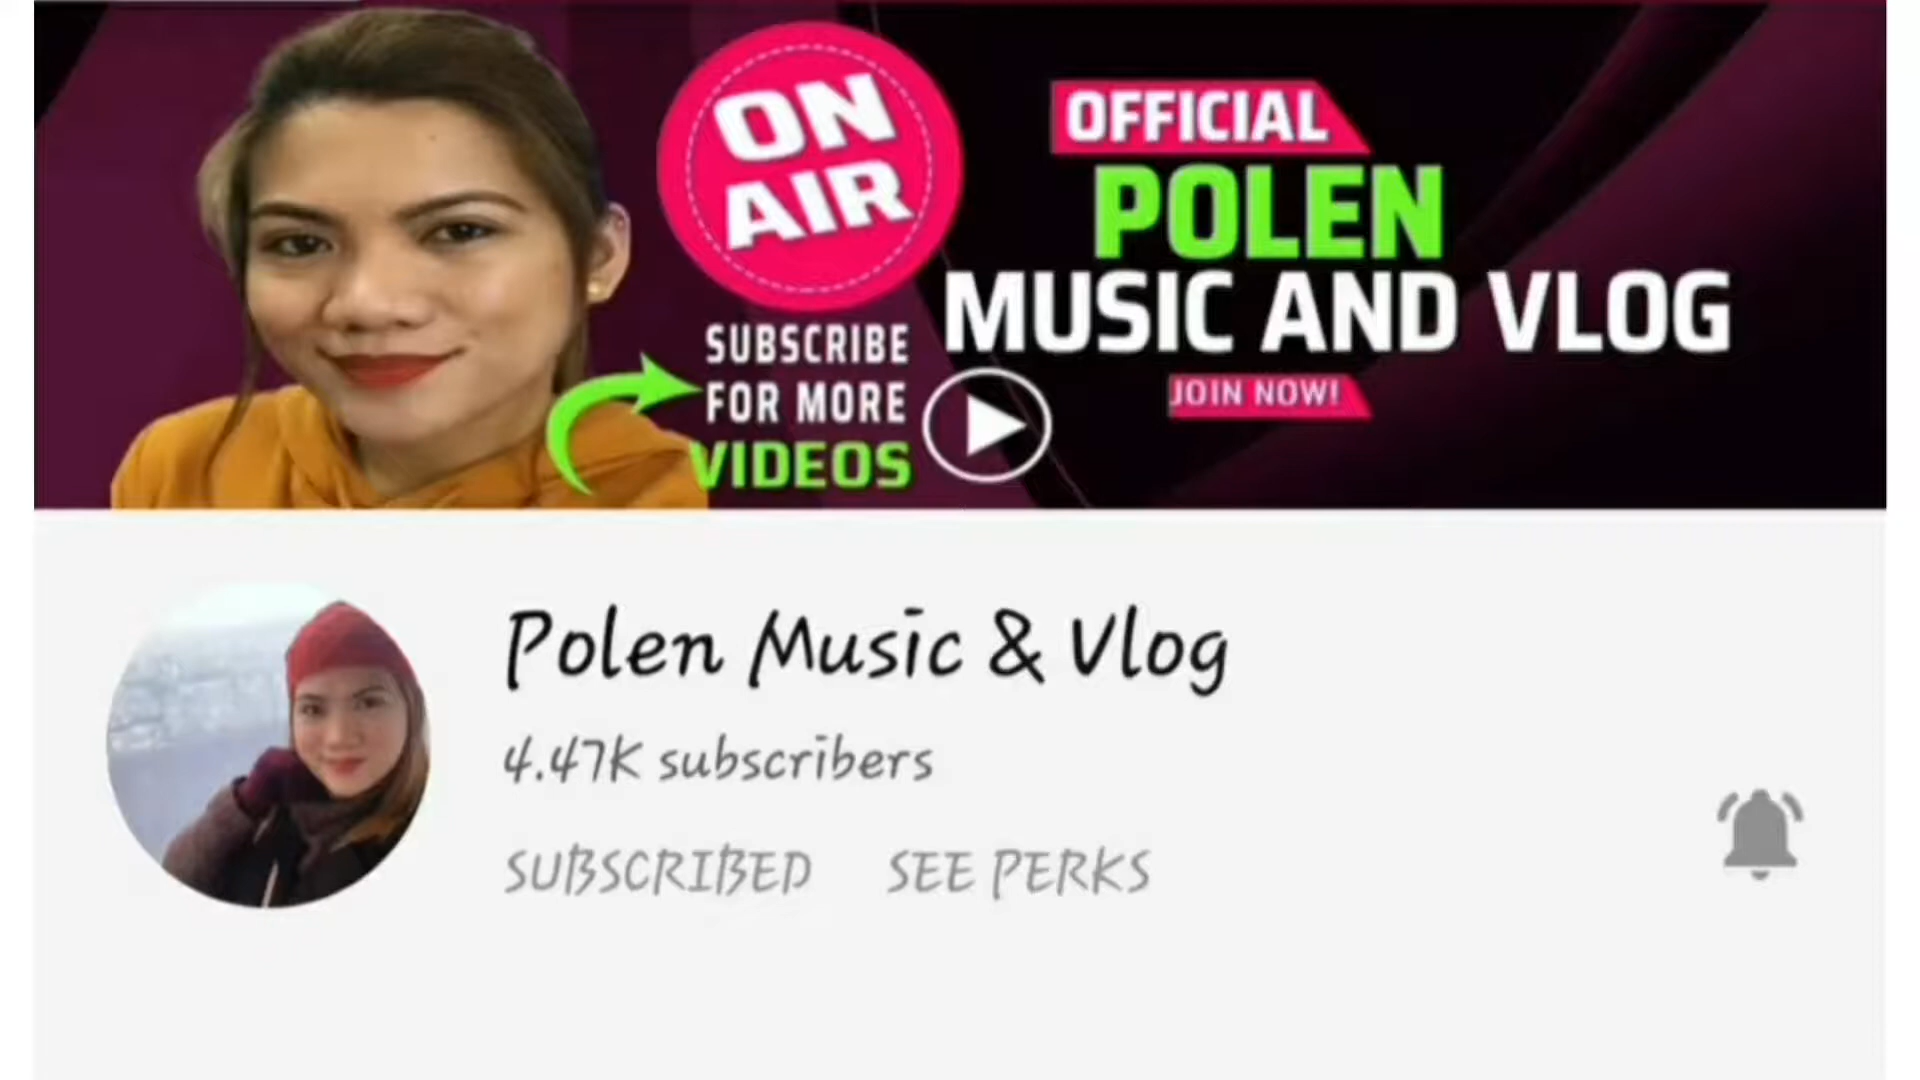 ON
AIR
SUBSCRIBE
FOR MORE
VIDEOS
OFFICIAL
POLEN
MUSIC AND VLOG
JOIN NOW!
Polen Music & Vlog
4.47K subscribers
SUBSCRIBED SEE PERKS